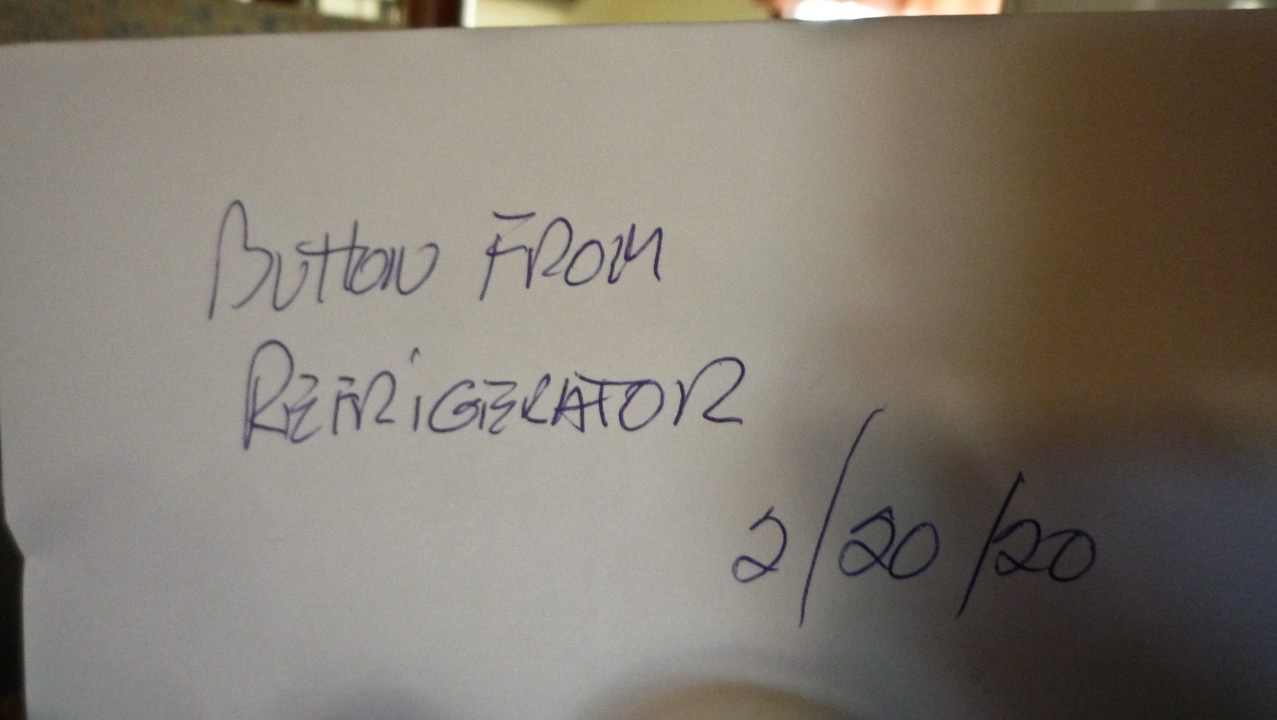 Button FROM
REFRiGERATOR
2/20/20